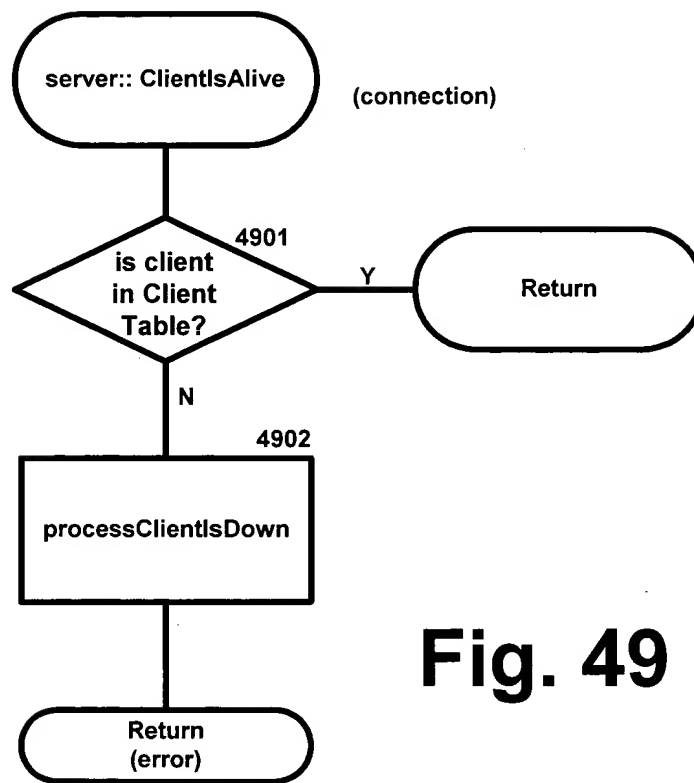 server:: ClientIsAlive
(connection)
4901
is client
in Client
Table?
Y
Return
N
4902
processClientIsDown
Return
(error)
Fig. 49